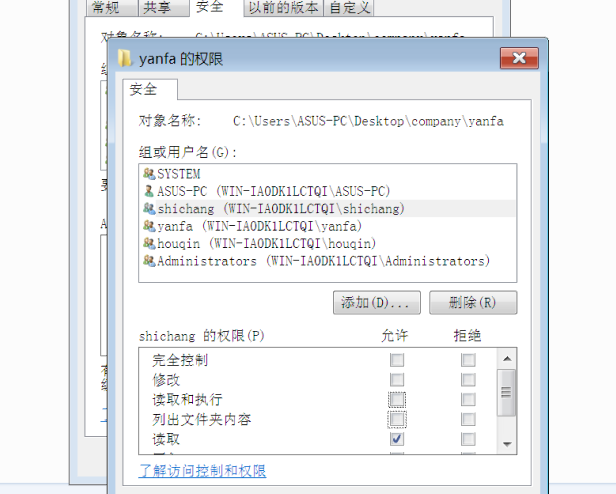 常规 共享 安全 以前的版本 自定义
对象名称: C:\Users\ASUS-PC\Desktop\company\yanfa
yanfa 的权限
安全
对象名称: C:\Users\ASUS-PC\Desktop\company\yanfa
组或用户名(G):
SYSTEM
ASUS-PC (WIN-IAODK1LCTQI\ASUS-PC)
shichang (WIN-IAODK1LCTQI\shichang)
yanfa (WIN-IAODK1LCTQI\yanfa)
houqin (WIN-IAODK1LCTQI\houqin)
Administrators (WIN-IAODK1LCTQI\Administrators)
添加(D)... 删除(R)
shichang 的权限(P) 允许 拒绝
完全控制
修改
读取和执行
列出文件夹内容
读取
了解访问控制和权限